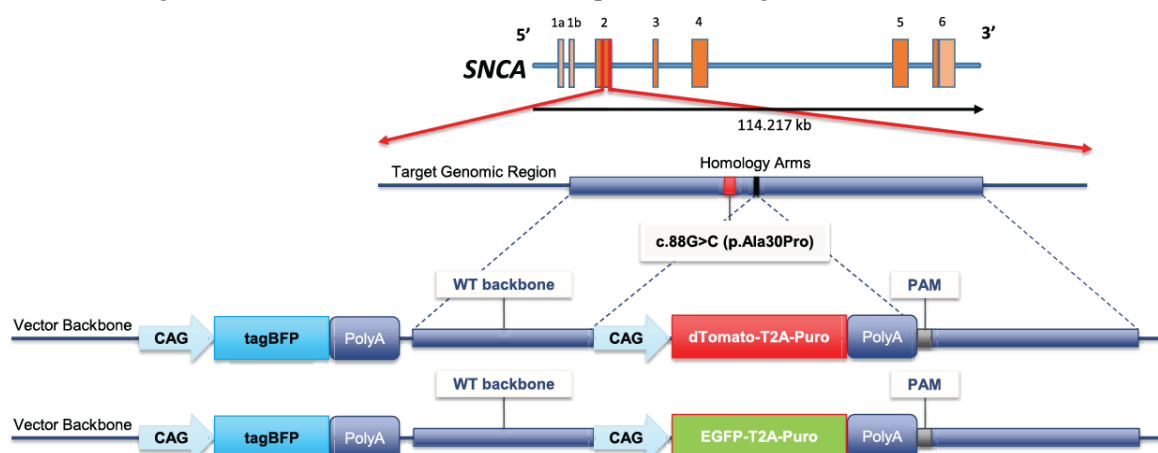 1a 1b 2 3 4 5 6
5’ 3’
SNCA
114.217 kb
Homology Arms
Target Genomic Region
c.88G>C (p.Ala30Pro)
WT backbone PAM
Vector Backbone CAG tagBFP PolyA CAG dTomato-T2A-Puro PolyA
WT backbone PAM
Vector Backbone CAG tagBFP PolyA CAG EGFP-T2A-Puro PolyA